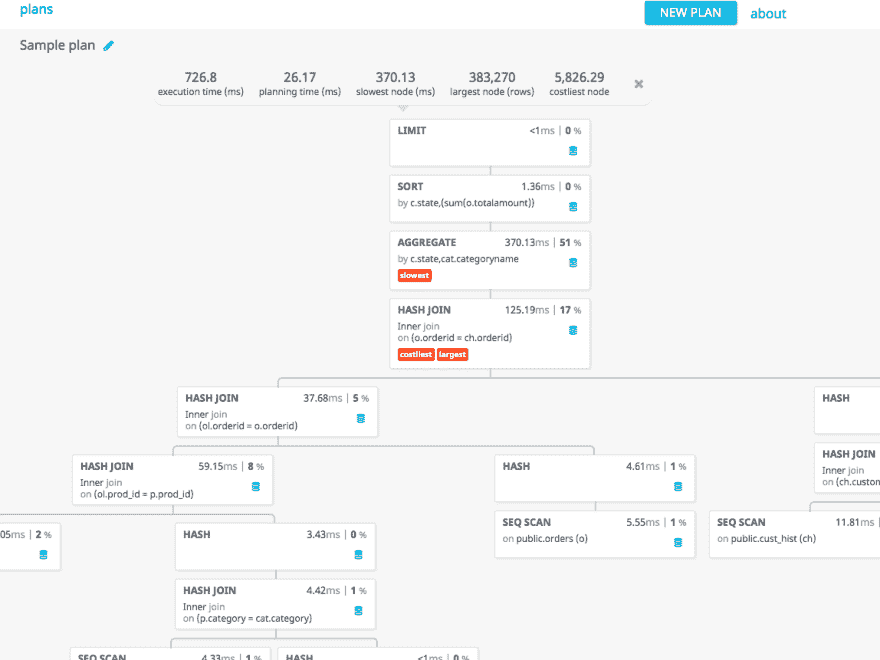 plans
NEW PLAN
about
Sample plan
726.8
26.17
370.13
383,270
5,826.29
execution time (ms)
planning time (ms)
slowest node (ms)
largest node (rows)
costliest node
LIMIT
<1ms | 0 %
SORT
1.36ms | 0 %
by c.state,(sum(o.totalamount))
AGGREGATE
370.13ms | 51 %
by c.state,cat.categoryname
slowest
HASH JOIN
125.19ms | 17 %
Inner join
on (o.orderid = ch.orderid)
costliest
largest
HASH JOIN
37.68ms | 5 %
Inner join
on (ol.orderid = o.orderid)
HASH
HASH JOIN
59.15ms | 8 %
Inner join
on (ol.prod_id = p.prod_id)
HASH
4.61ms | 1 %
HASH JOIN
Inner join
on (ch.custom
05ms | 2 %
HASH
3.43ms | 0 %
SEQ SCAN
5.55ms | 1 %
on public.orders (o)
SEQ SCAN
11.81ms |
on public.cust_hist (ch)
HASH JOIN
4.42ms | 1 %
Inner join
on (p.category = cat.category)
SEQ SCAN
4.33ms | 1 %
HASH
<1ms | 0 %